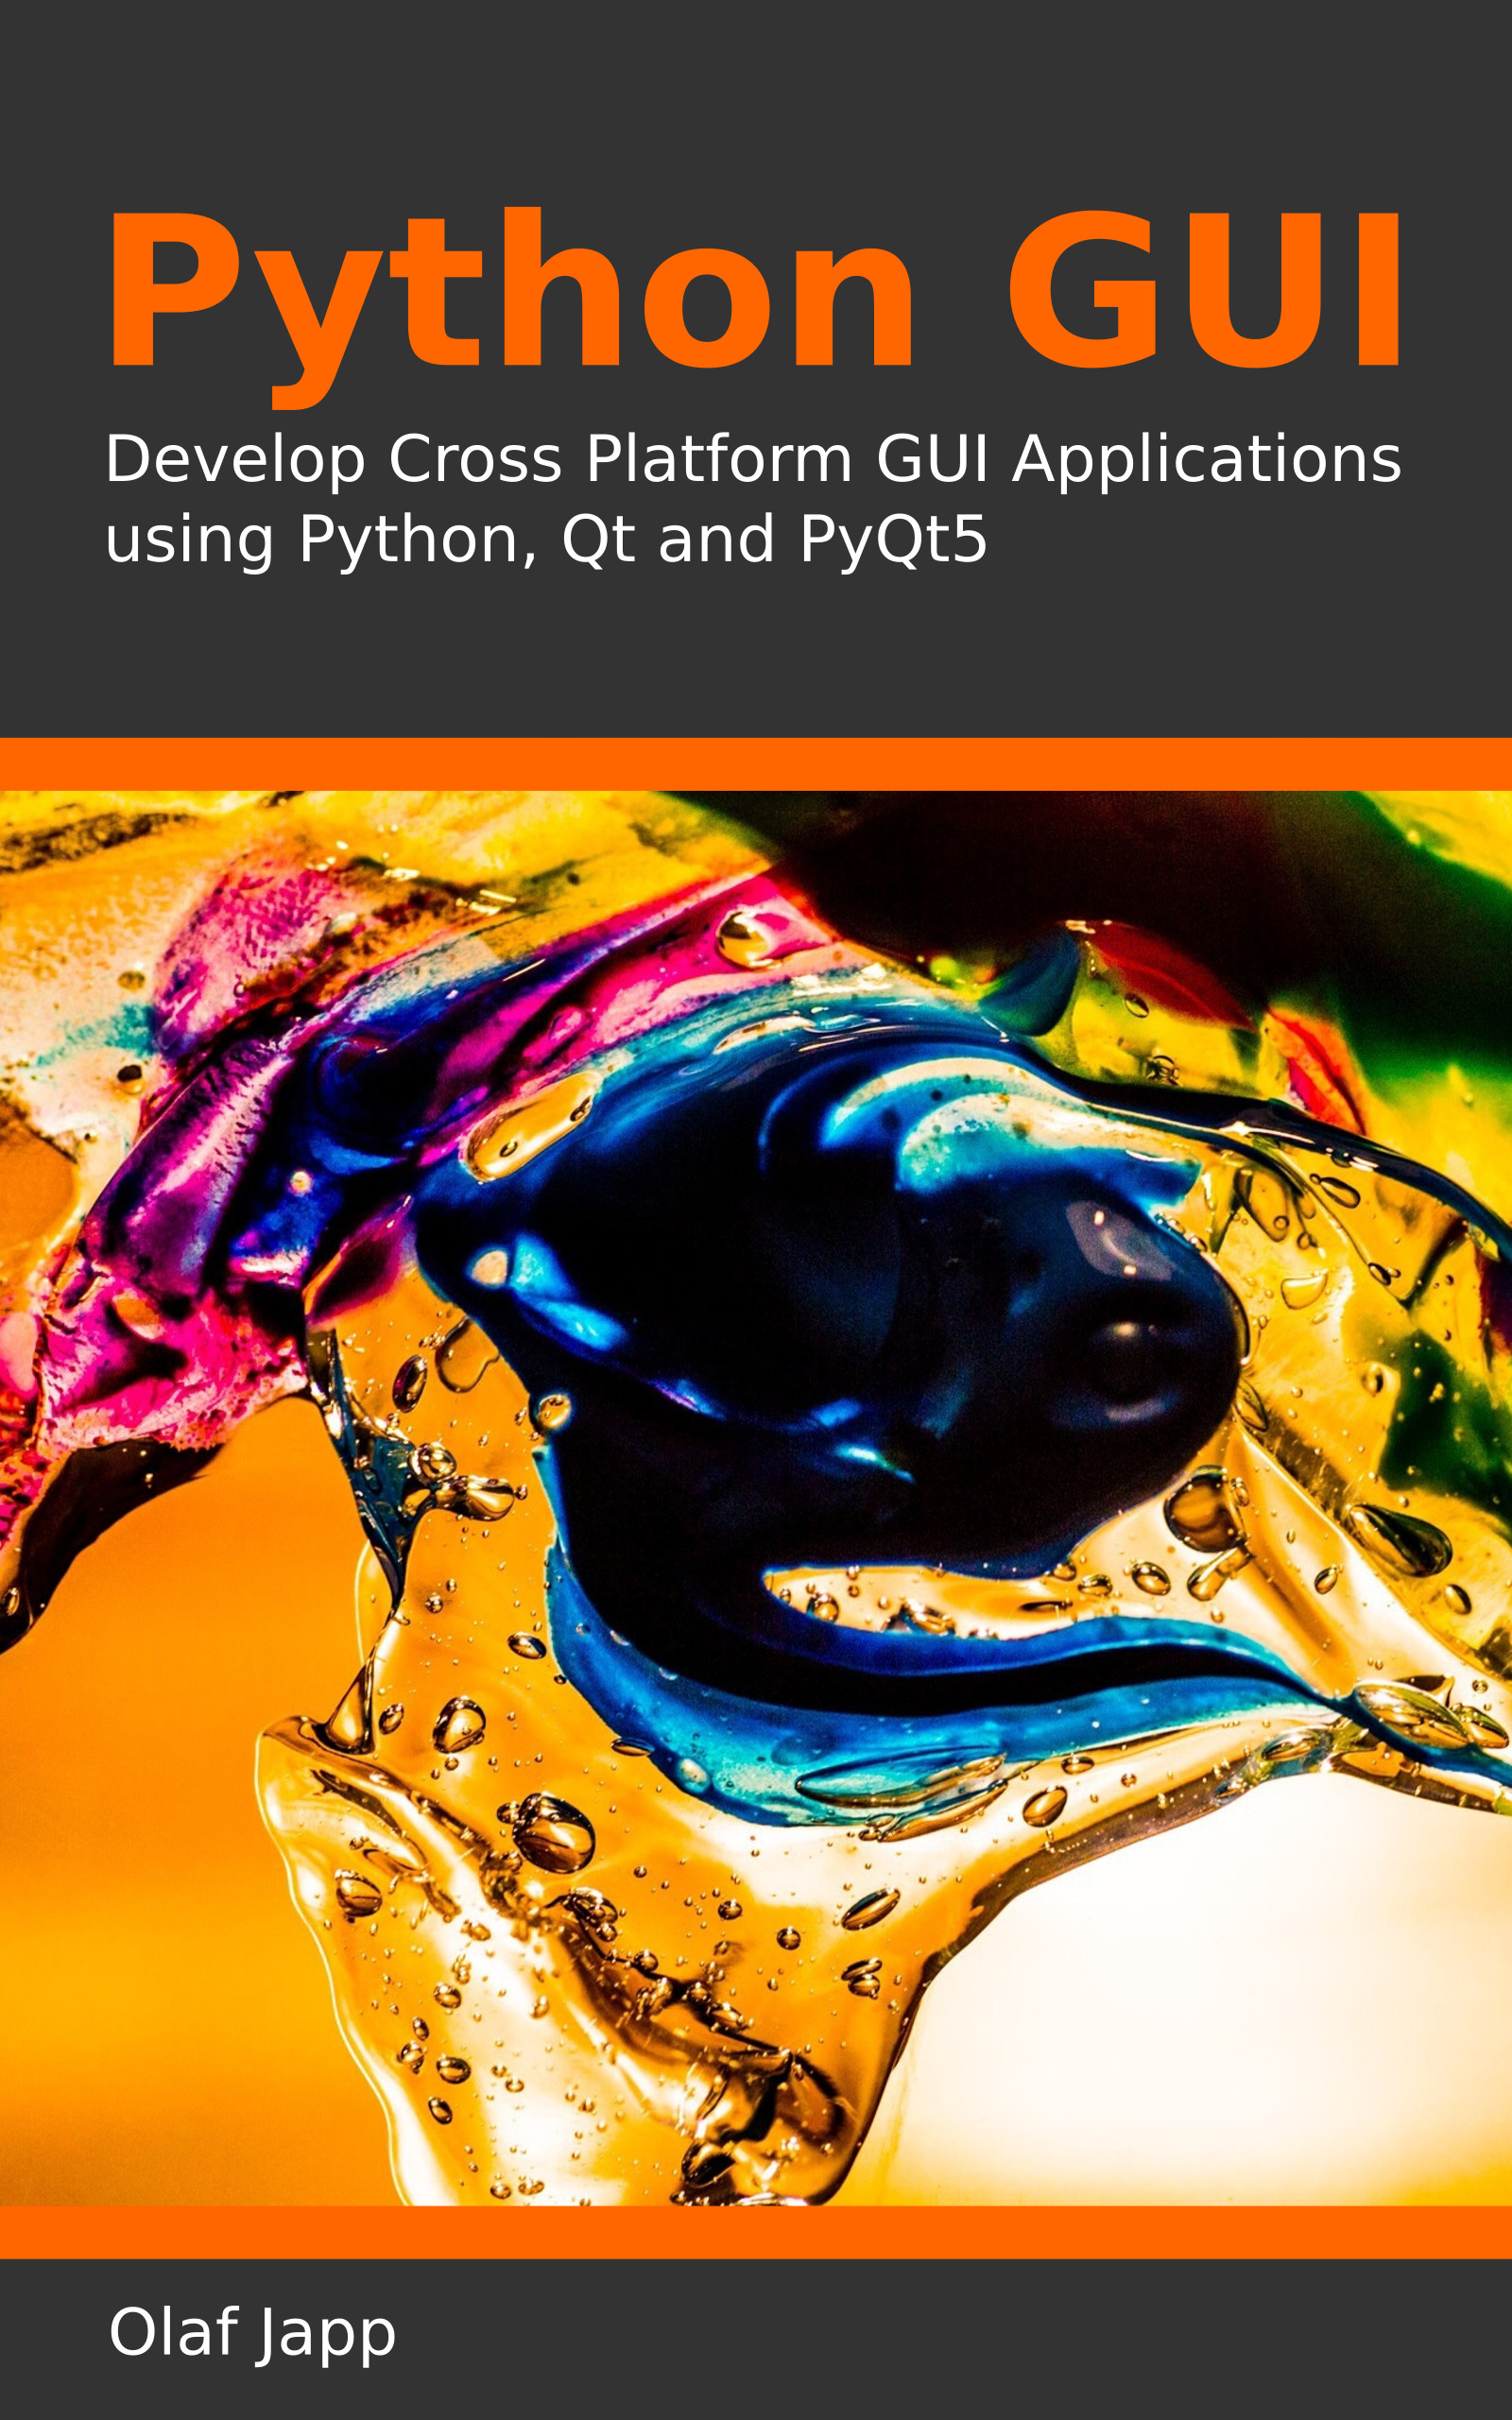 Python GUI
Develop Cross Platform GUI Applications
using Python, Qt and PyQt5
Olaf Japp